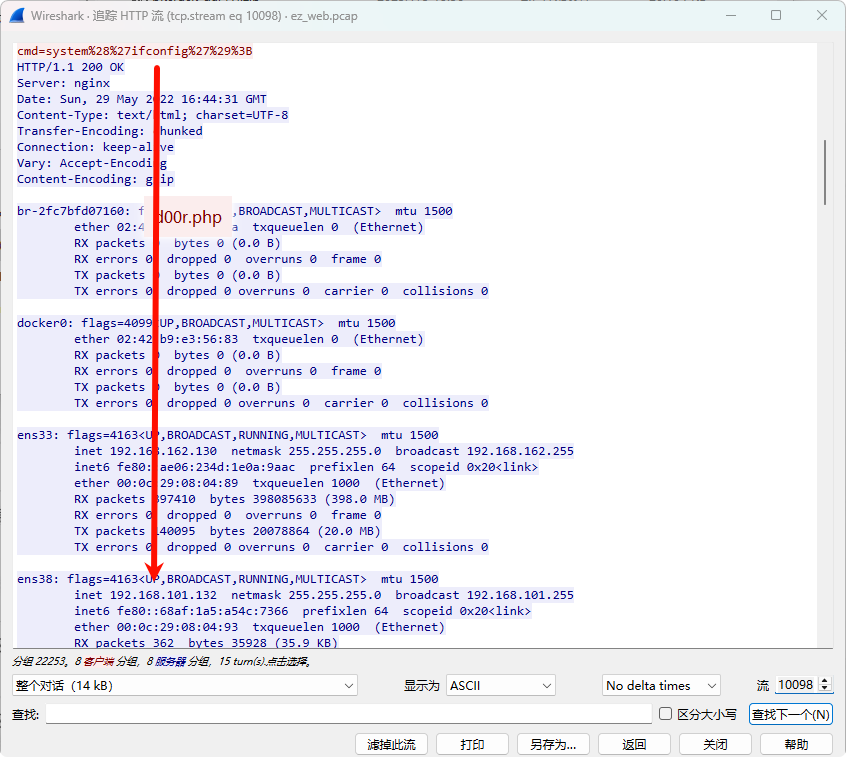 Wireshark · 追踪 HTTP 流 (tcp.stream eq 10098) · ez_web.pcap
cmd=system%28%27ifconfig%27%29%3B
HTTP/1.1 200 OK
Server: nginx
Date: Sun, 29 May 2022 16:44:31 GMT
Content-Type: text/html; charset=UTF-8
Transfer-Encoding: chunked
Connection: keep-alive
Vary: Accept-Encoding
Content-Encoding: gzip
br-2fc7bfd07160: ,BROADCAST,MULTICAST> mtu 1500
d00r.php
ether 02:4 a txqueuelen 0 (Ethernet)
RX packets 0 bytes 0 (0.0 B)
RX errors 0 dropped 0 overruns 0 frame 0
TX packets 0 bytes 0 (0.0 B)
TX errors 0 dropped 0 overruns 0 carrier 0 collisions 0
docker0: flags=4099<UP,BROADCAST,MULTICAST> mtu 1500
ether 02:42:b9:e3:56:83 txqueuelen 0 (Ethernet)
RX packets 0 bytes 0 (0.0 B)
RX errors 0 dropped 0 overruns 0 frame 0
TX packets 0 bytes 0 (0.0 B)
TX errors 0 dropped 0 overruns 0 carrier 0 collisions 0
ens33: flags=4163<UP,BROADCAST,RUNNING,MULTICAST> mtu 1500
inet 192.168.162.130 netmask 255.255.255.0 broadcast 192.168.162.255
inet6 fe80::ae06:234d:1e0a:9aac prefixlen 64 scopeid 0x20<link>
ether 00:0c:29:08:04:89 txqueuelen 1000 (Ethernet)
RX packets 397410 bytes 398085633 (398.0 MB)
RX errors 0 dropped 0 overruns 0 frame 0
TX packets 140095 bytes 20078864 (20.0 MB)
TX errors 0 dropped 0 overruns 0 carrier 0 collisions 0
ens38: flags=4163<UP,BROADCAST,RUNNING,MULTICAST> mtu 1500
inet 192.168.101.132 netmask 255.255.255.0 broadcast 192.168.101.255
inet6 fe80::68af:1a5:a54c:7366 prefixlen 64 scopeid 0x20<link>
ether 00:0c:29:08:04:93 txqueuelen 1000 (Ethernet)
RX packets 362 bytes 35928 (35.9 KB)
分组 22253。8 客户端 分组, 8 服务器 分组, 15 turn(s).点击选择。
整个对话 (14 kB) 显示为 ASCII No delta times 流 10098
查找: 区分大小写 查找下一个(N)
滤掉此流 打印 另存为… 返回 关闭 帮助